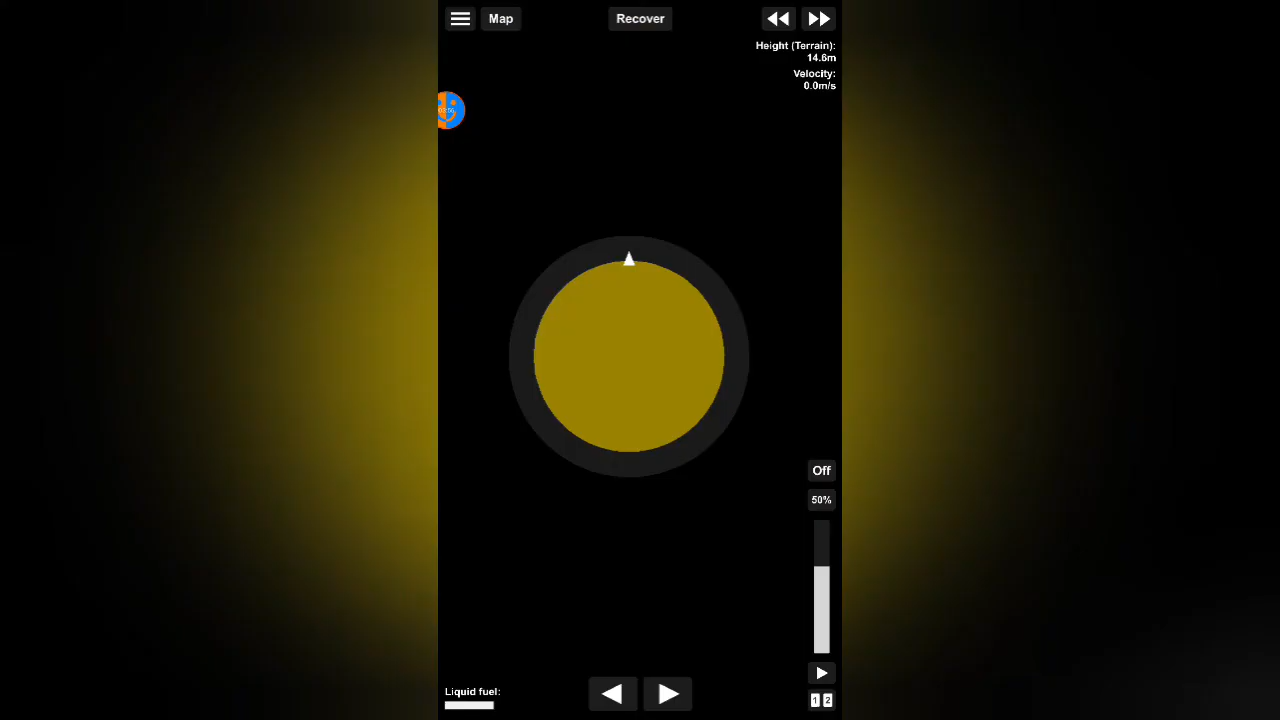 Map
Recover
Height (Terrain):
14.6m
Velocity:
0.0m/s
Off
50%
Liquid fuel:
1 2